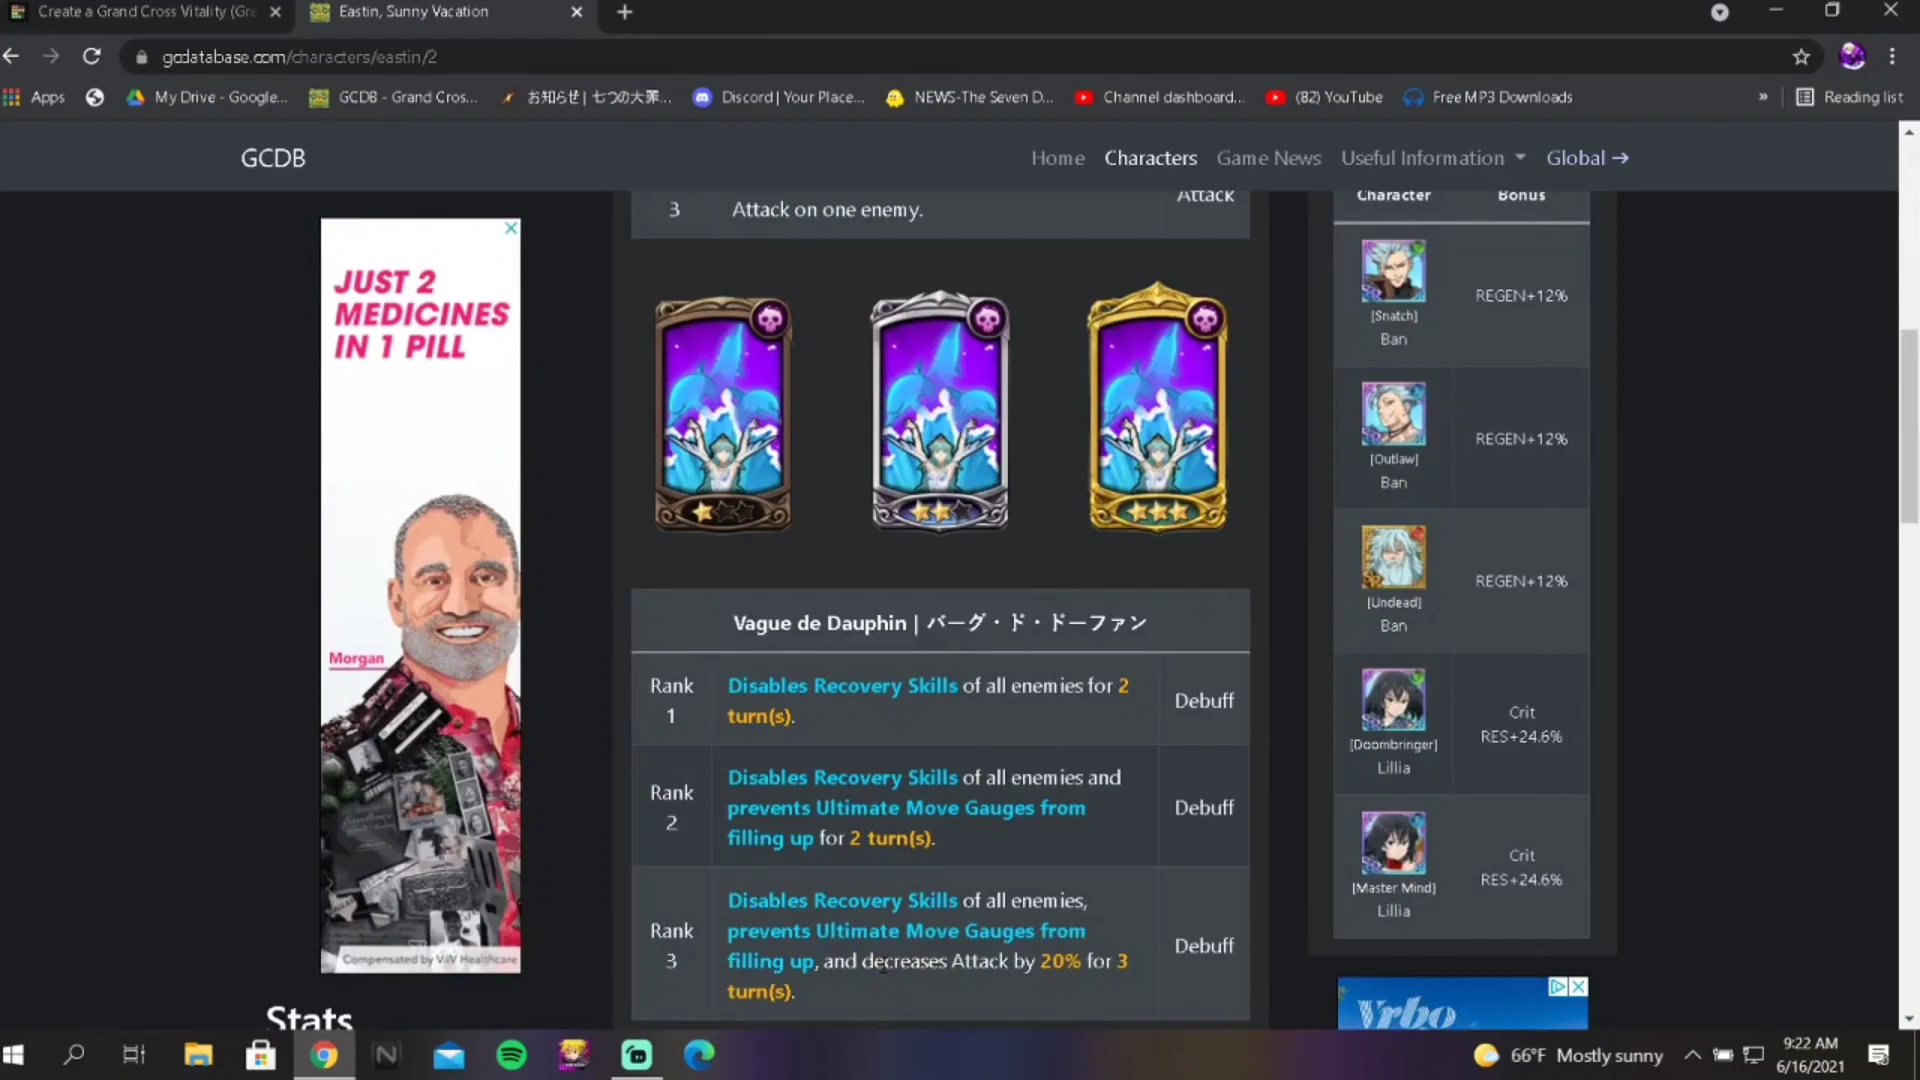 Create a Grand Cross Vitality (Gre
Eastin, Sunny Vacation
gcdatabase.com/characters/eastin/2
Apps
My Drive - Google...
GCDB - Grand Cros...
お知らせ | 七つの大罪...
Discord | Your Place...
NEWS-The Seven D...
Channel dashboard...
(82) YouTube
Free MP3 Downloads
»
Reading list
GCDB
Home
Characters
Game News
Useful Information
Global →
3
Attack on one enemy.
Attack
Character
Bonus
JUST 2
MEDICINES
IN 1 PILL
Morgan
Compensated by ViiV Healthcare
Stats
Vague de Dauphin | バーグ・ド・ドーファン
Rank
1
Disables Recovery Skills of all enemies for 2
turn(s).
Debuff
Rank
2
Disables Recovery Skills of all enemies and
prevents Ultimate Move Gauges from
filling up for 2 turn(s).
Debuff
Rank
3
Disables Recovery Skills of all enemies,
prevents Ultimate Move Gauges from
filling up, and decreases Attack by 20% for 3
turn(s).
Debuff
[Snatch]
Ban
REGEN+12%
[Outlaw]
Ban
REGEN+12%
[Undead]
Ban
REGEN+12%
[Doombringer]
Lillia
Crit
RES+24.6%
[Master Mind]
Lillia
Crit
RES+24.6%
Vrbo
66°F Mostly sunny
9:22 AM
6/16/2021